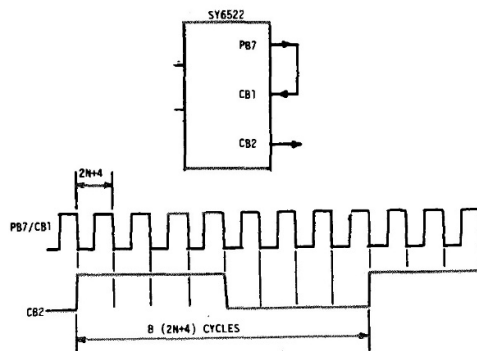 SY6522
PB7
CB1
CB2
2N+4
PB7/CB1
CB2
8 (2N+4) CYCLES